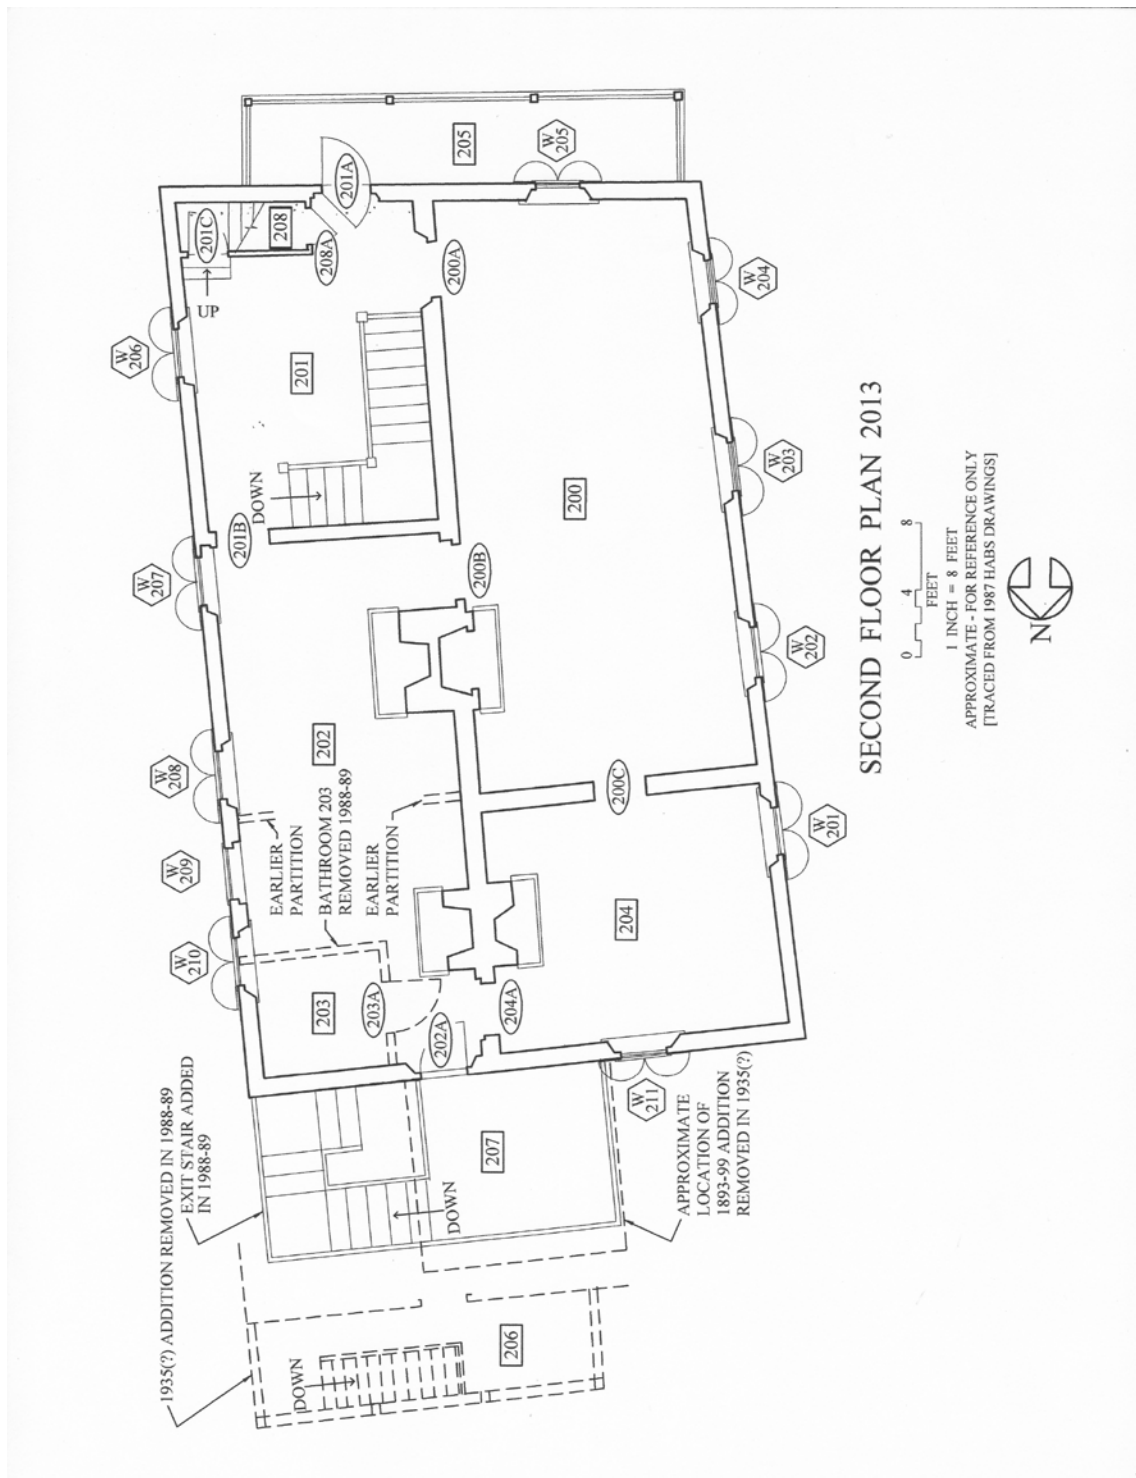 1935(?) ADDITION REMOVED IN 1988-89
EXIT STAIR ADDED
IN 1988-89
W
210
W
209
W
208
W
207
W
206
EARLIER
PARTITION
BATHROOM 203
REMOVED 1988-89
EARLIER
PARTITION
DOWN
206
DOWN
207
203
203A
202A
204A
202
201B
DOWN
201
UP
201C
208
208A
201A
200A
200B
205
W
205
200
200C
204
W
211
APPROXIMATE
LOCATION OF
1893-99 ADDITION
REMOVED IN 1935(?)
W
201
W
202
W
203
W
204
SECOND FLOOR PLAN 2013
0 4 8
FEET
1 INCH = 8 FEET
APPROXIMATE - FOR REFERENCE ONLY
[TRACED FROM 1987 HABS DRAWINGS]
N